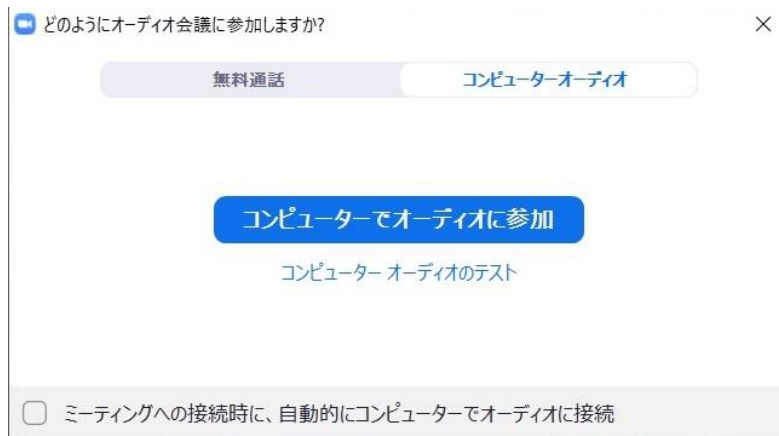 どのようにオーディオ会議に参加しますか?
無料通話
コンピューターオーディオ
コンピューターでオーディオに参加
コンピューター オーディオのテスト
ミーティングへの接続時に、自動的にコンピューターでオーディオに接続